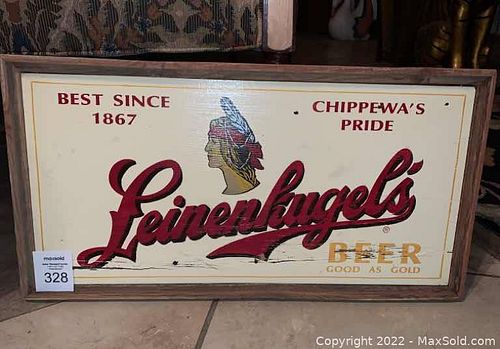 BEST SINCE
1867
CHIPPEWA'S
PRIDE
Leinenkugel's
®
BEER
GOOD AS GOLD
maxsold
328
Copyright 2022 - MaxSold.com